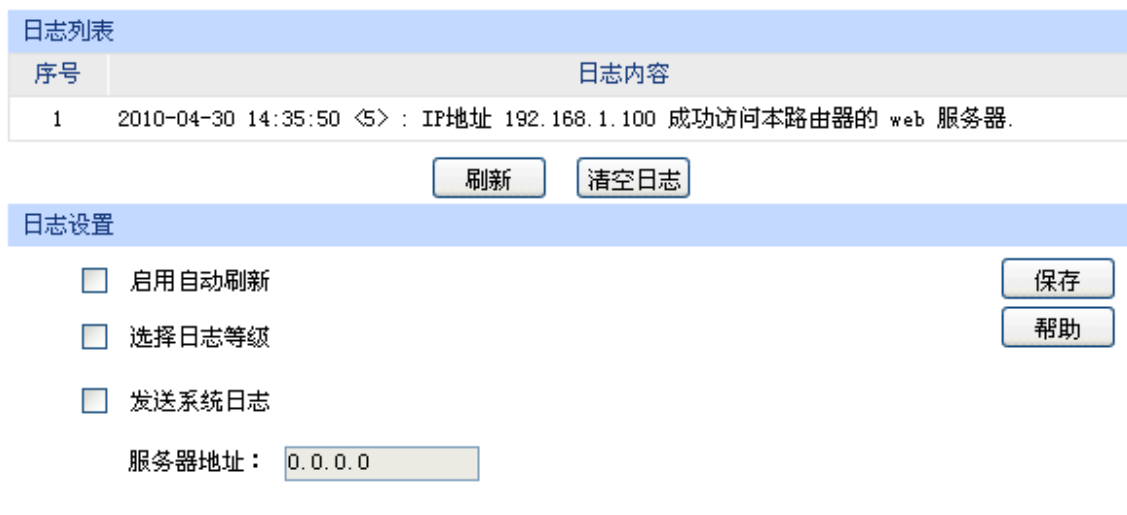 日志列表
序号 日志内容
1 2010-04-30 14:35:50 <5> : IP地址 192.168.1.100 成功访问本路由器的 web 服务器.
刷新 清空日志
日志设置
启用自动刷新 保存
选择日志等级 帮助
发送系统日志
服务器地址： 0.0.0.0